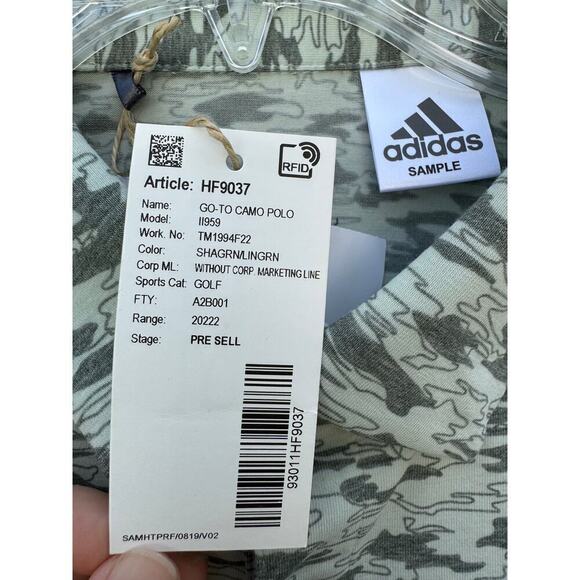 RFID
Article: HF9037
Name: GO-TO CAMO POLO
Model: II959
Work. No: TM1994F22
Color: SHAGRN/LINGRN
Corp ML: WITHOUT CORP. MARKETING LINE
Sports Cat: GOLF
FTY: A2B001
Range: 20222
Stage: PRE SELL
93011HF9037
SAMHTPRF/0819/V02
adidas
SAMPLE